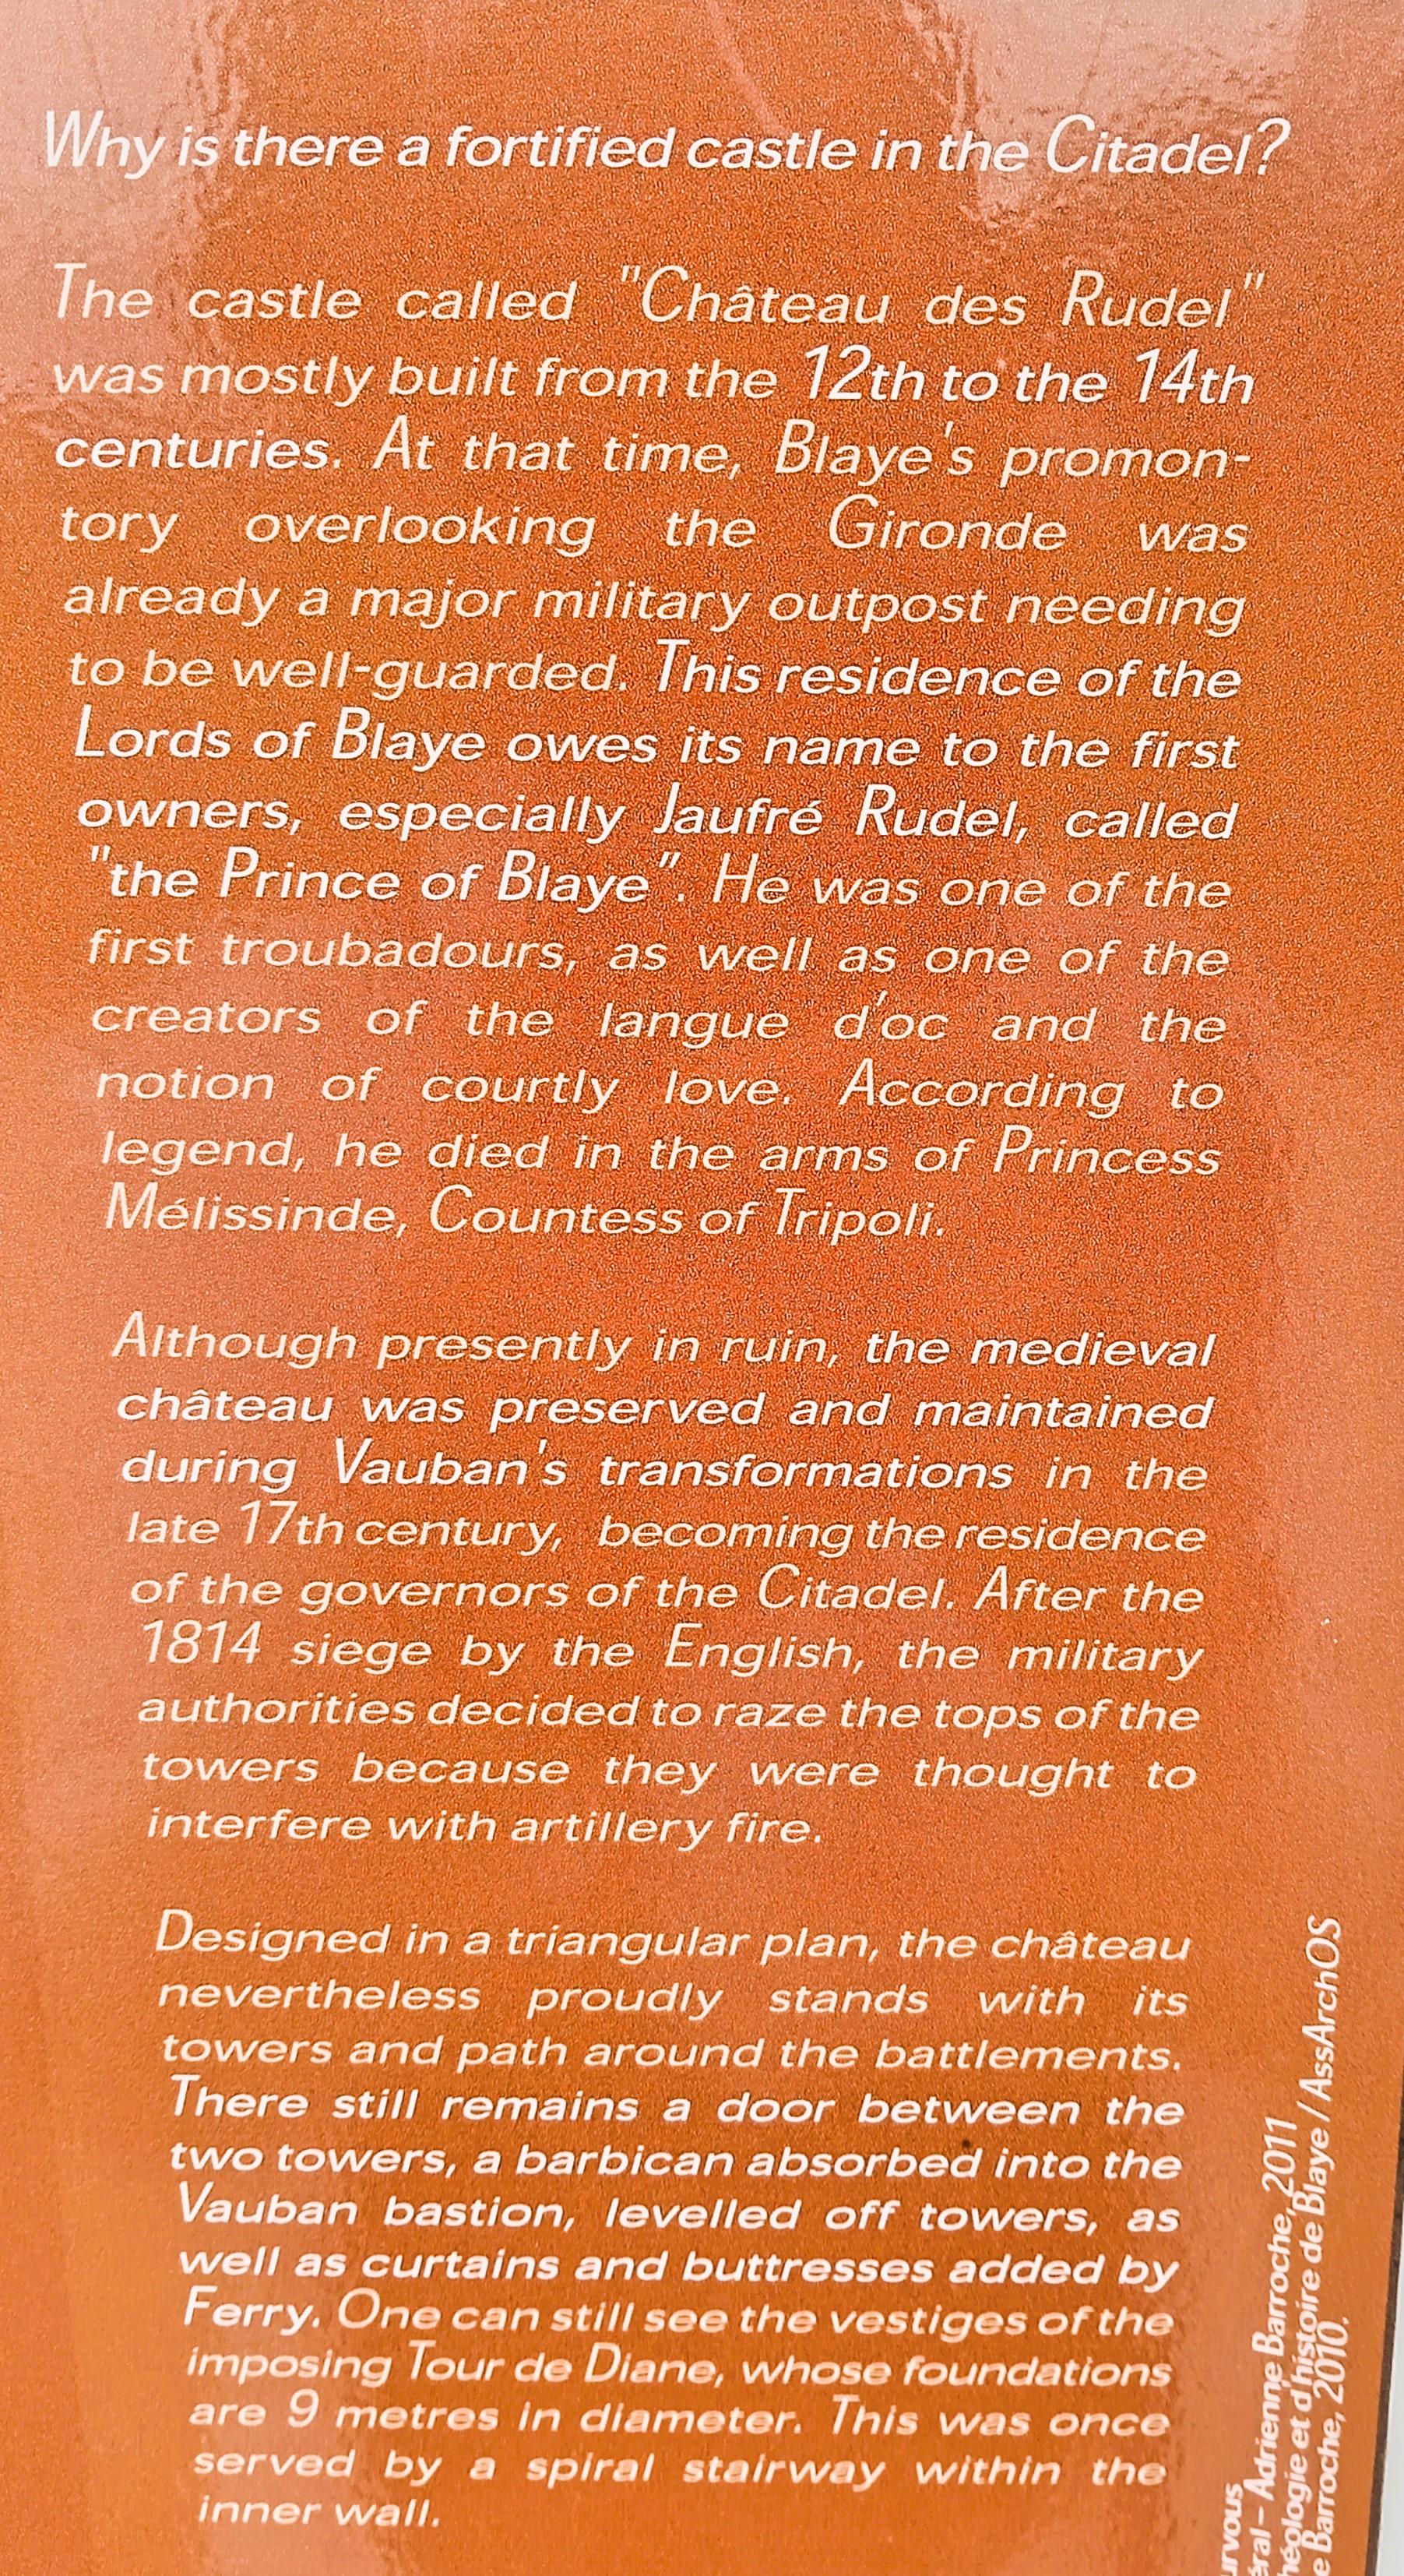 Why is there a fortified castle in the Citadel?
The castle called "Château des Rudel"
was mostly built from the 12th to the 14th
centuries. At that time, Blaye's promon-
tory overlooking the Gironde was
already a major military outpost needing
to be well-guarded. This residence of the
Lords of Blaye owes its name to the first
owners, especially Jaufré Rudel, called
"the Prince of Blaye". He was one of the
first troubadours, as well as one of the
creators of the langue d'oc and the
notion of courtly love. According to
legend, he died in the arms of Princess
Mélissinde, Countess of Tripoli.
Although presently in ruin, the medieval
château was preserved and maintained
during Vauban's transformations in the
late 17th century, becoming the residence
of the governors of the Citadel. After the
1814 siege by the English, the military
authorities decided to raze the tops of the
towers because they were thought to
interfere with artillery fire.
Designed in a triangular plan, the château
nevertheless proudly stands with its
towers and path around the battlements.
There still remains a door between the
two towers, a barbican absorbed into the
Vauban bastion, levelled off towers, as
well as curtains and buttresses added by
Ferry. One can still see the vestiges of the
imposing Tour de Diane, whose foundations
are 9 metres in diameter. This was once
served by a spiral stairway within the
inner wall.
– Adrienne Barroche, 2011
et d'histoire de Blaye / AssArchOS
Barroche, 2010.